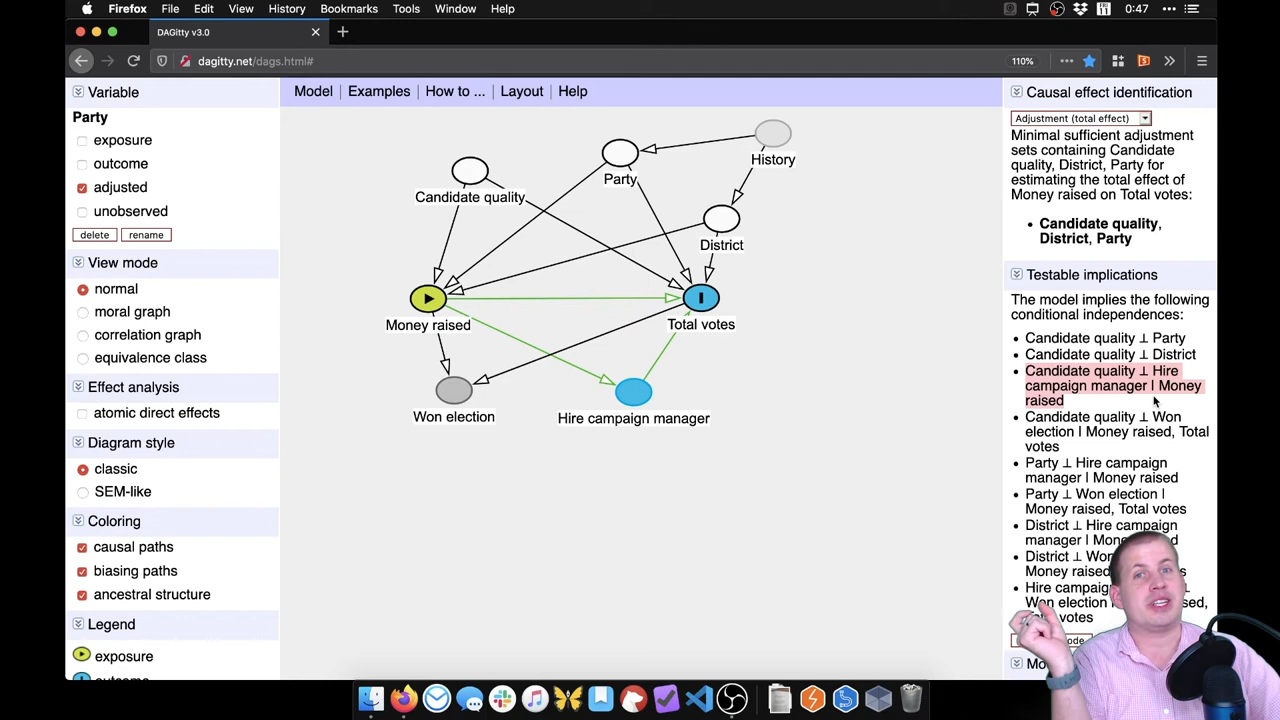 Firefox File Edit View History Bookmarks Tools Window Help FRI 11 0:47
DAGitty v3.0
dagitty.net/dags.html# 110%
Variable
Party
exposure
outcome
adjusted
unobserved
delete rename
View mode
normal
moral graph
correlation graph
equivalence class
Effect analysis
atomic direct effects
Diagram style
classic
SEM-like
Coloring
causal paths
biasing paths
ancestral structure
Legend
exposure
outcome
Model | Examples | How to ... | Layout | Help
History
Party
Candidate quality
District
Money raised
Total votes
Won election
Hire campaign manager
Causal effect identification
Adjustment (total effect)
Minimal sufficient adjustment
sets containing Candidate
quality, District, Party for
estimating the total effect of
Money raised on Total votes:
• Candidate quality,
District, Party
Testable implications
The model implies the following
conditional independences:
• Candidate quality ⊥ Party
• Candidate quality ⊥ District
• Candidate quality ⊥ Hire
campaign manager | Money
raised
• Candidate quality ⊥ Won
election | Money raised, Total
votes
• Party ⊥ Hire campaign
manager | Money raised
• Party ⊥ Won election |
Money raised, Total votes
• District ⊥ Hire campaign
manager |
• District ⊥
Money raised,
• Hire
Won election
votes